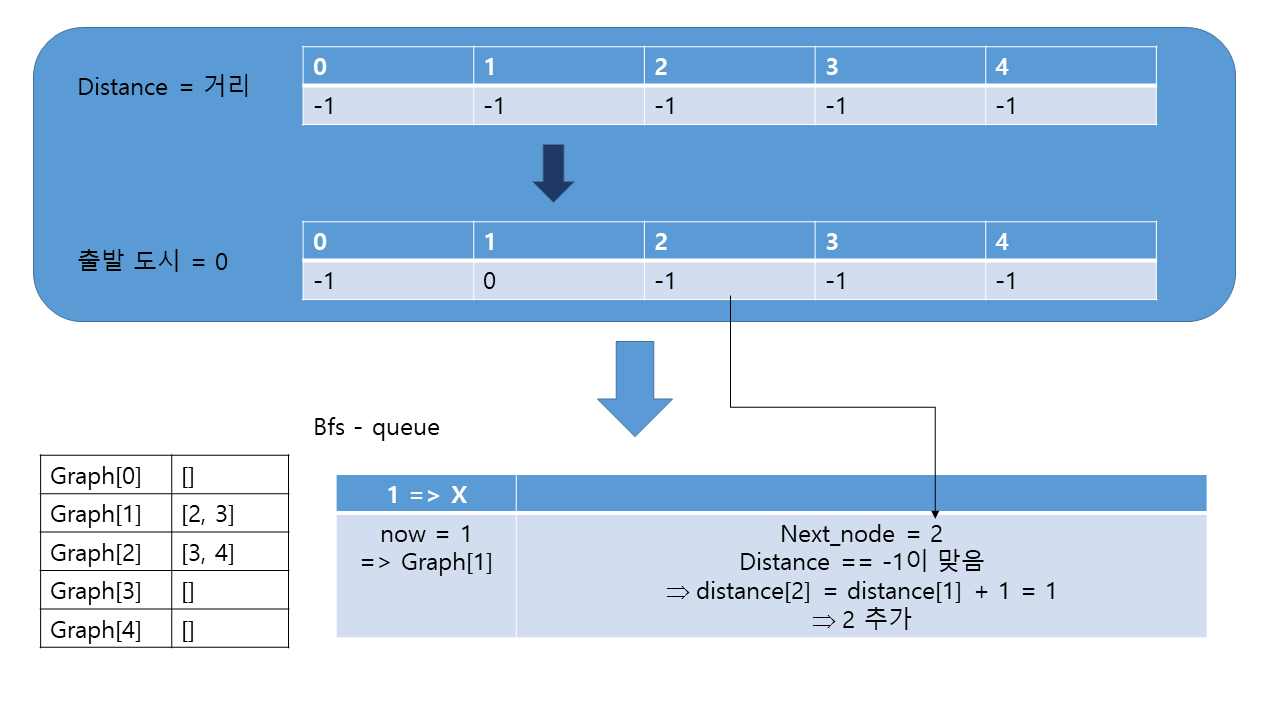 Distance = 거리
0 1 2 3 4
-1 -1 -1 -1 -1
출발 도시 = 0
0 1 2 3 4
-1 0 -1 -1 -1
Bfs - queue
Graph[0] []
Graph[1] [2, 3]
Graph[2] [3, 4]
Graph[3] []
Graph[4] []
1 => X
now = 1
=> Graph[1]
Next_node = 2
Distance == -1이 맞음
⇒ distance[2] = distance[1] + 1 = 1
⇒ 2 추가